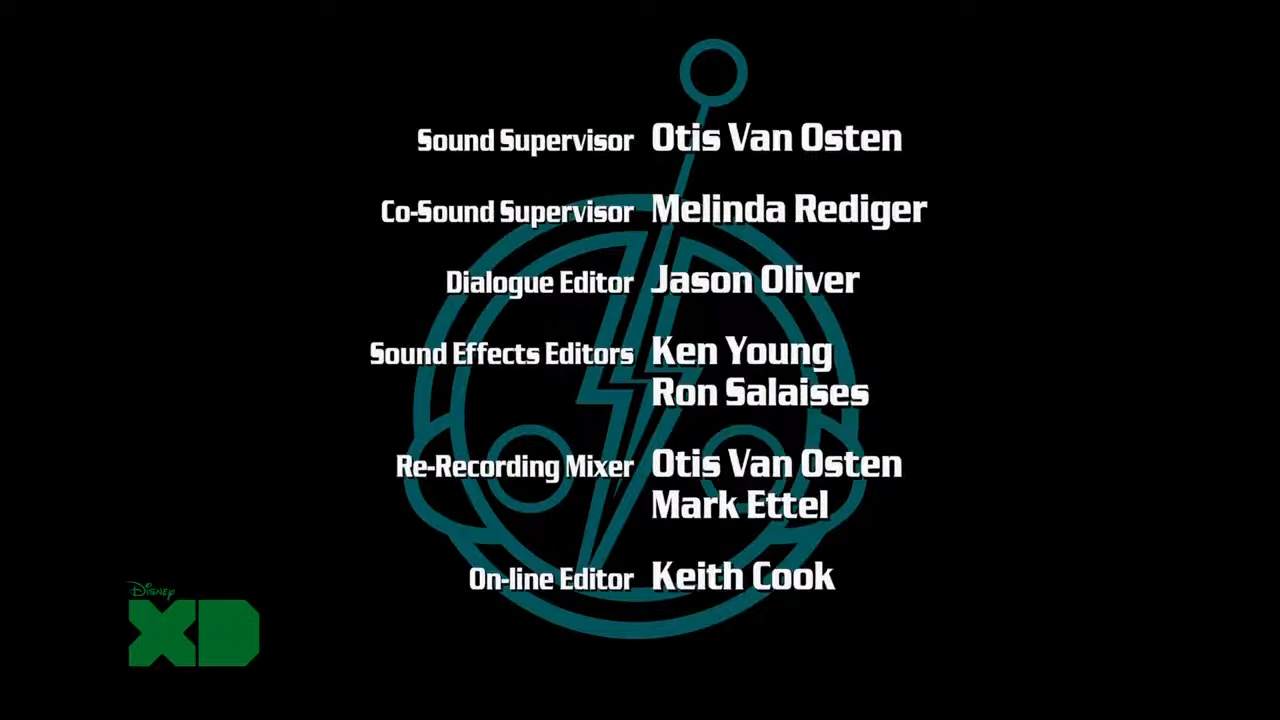 Sound Supervisor Otis Van Osten
Co-Sound Supervisor Melinda Rediger
Dialogue Editor Jason Oliver
Sound Effects Editors Ken Young
Ron Salaises
Re-Recording Mixer Otis Van Osten
Mark Ettel
On-line Editor Keith Cook
Disney
XD